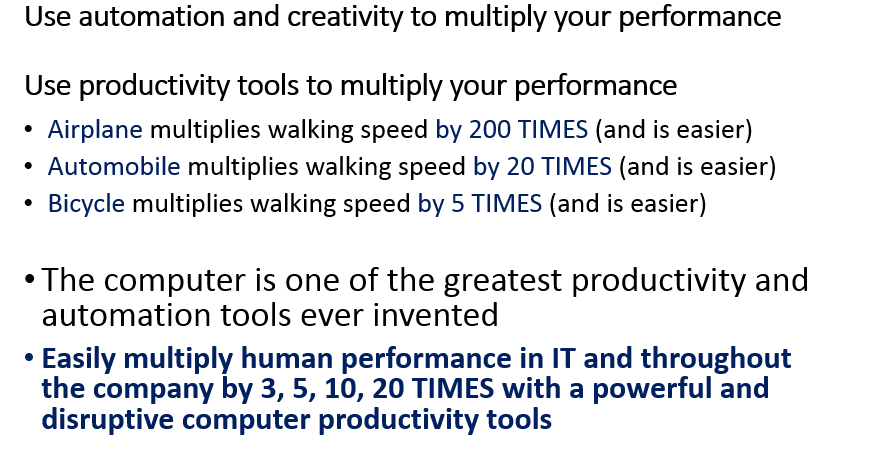 Use automation and creativity to multiply your performance
Use productivity tools to multiply your performance
• Airplane multiplies walking speed by 200 TIMES (and is easier)
• Automobile multiplies walking speed by 20 TIMES (and is easier)
• Bicycle multiplies walking speed by 5 TIMES (and is easier)
• The computer is one of the greatest productivity and
automation tools ever invented
• Easily multiply human performance in IT and throughout
the company by 3, 5, 10, 20 TIMES with a powerful and
disruptive computer productivity tools